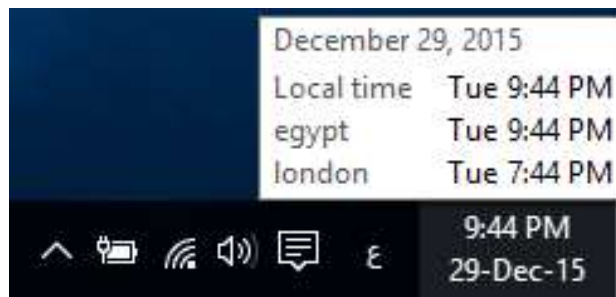 December 29, 2015
Local time Tue 9:44 PM
egypt Tue 9:44 PM
london Tue 7:44 PM
ع 9:44 PM
29-Dec-15